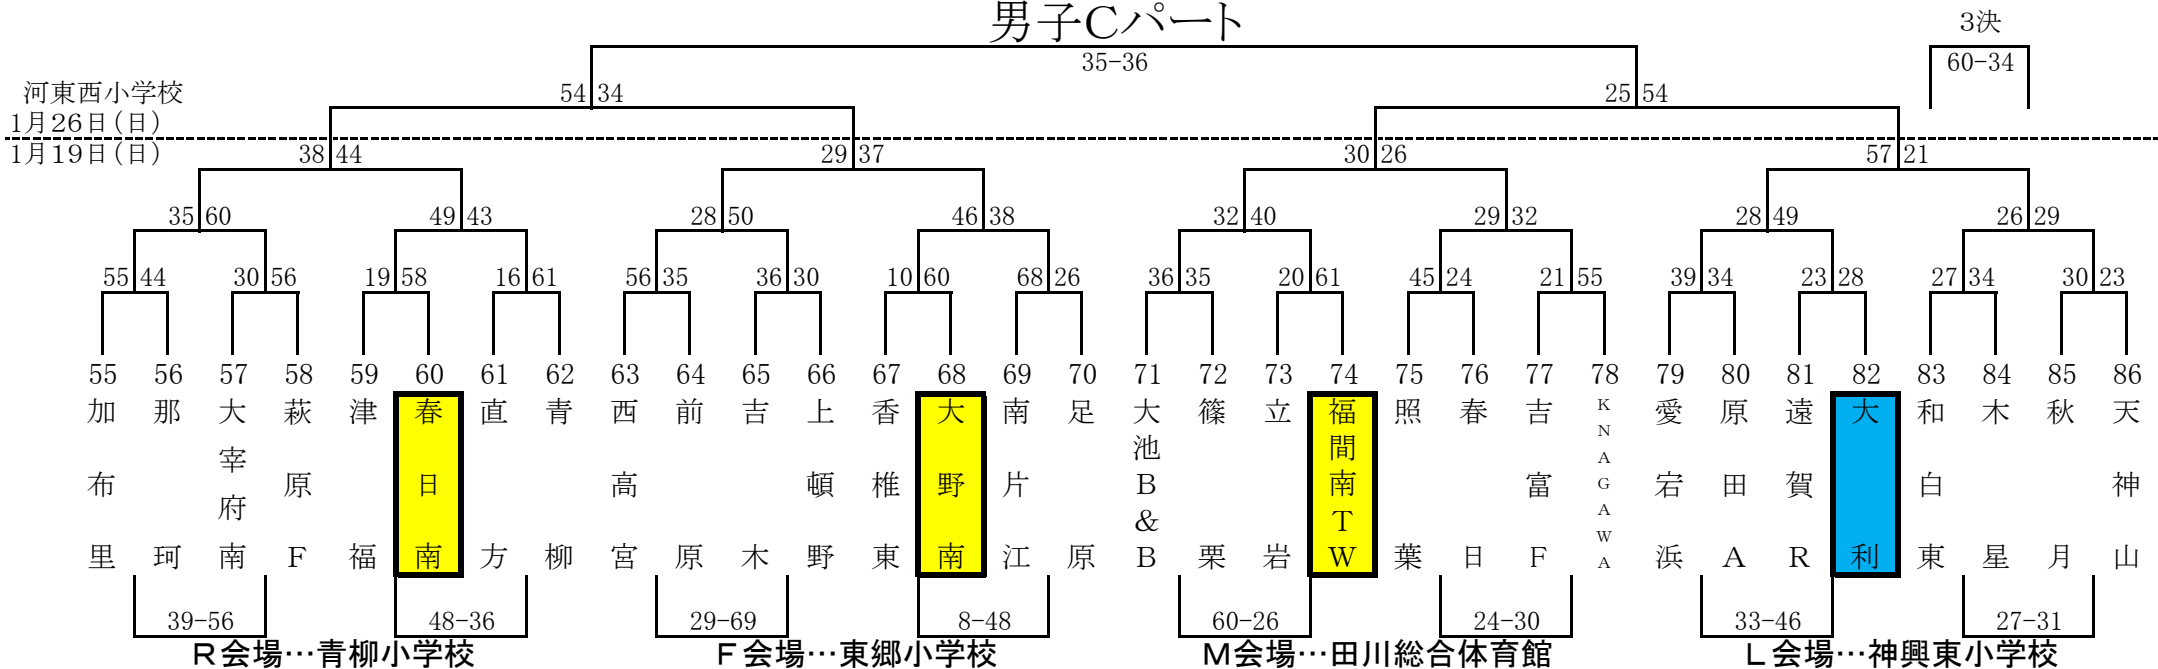 男子Cパート
3決
35-36
60-34
河東西小学校
54 34
25 54
1月26日(日)
1月19日(日)
38 44
29 37
30 26
57 21
35 60
49 43
28 50
46 38
32 40
29 32
28 49
26 29
55 44
30 56
19 58
16 61
56 35
36 30
10 60
68 26
36 35
20 61
45 24
21 55
39 34
23 28
27 34
30 23
55 56 57 58 59 60 61 62 63 64 65 66 67 68 69 70 71 72 73 74 75 76 77 78 79 80 81 82 83 84 85 86
加布里
那珂
大宰府南
萩原F
津福
春日南
直方
青柳
西高宮
前原
吉木
上頓野
香椎東
大野南
南片江
足原
大池B&B
篠栗
立岩
福間南TW
照葉
春日
吉富F
KNAGAWA
愛宕浜
原田A
遠賀R
大利
和白東
木星
秋月
天神山
39-56
48-36
29-69
8-48
60-26
24-30
33-46
27-31
R会場…青柳小学校
F会場…東郷小学校
M会場…田川総合体育館
L会場…神興東小学校